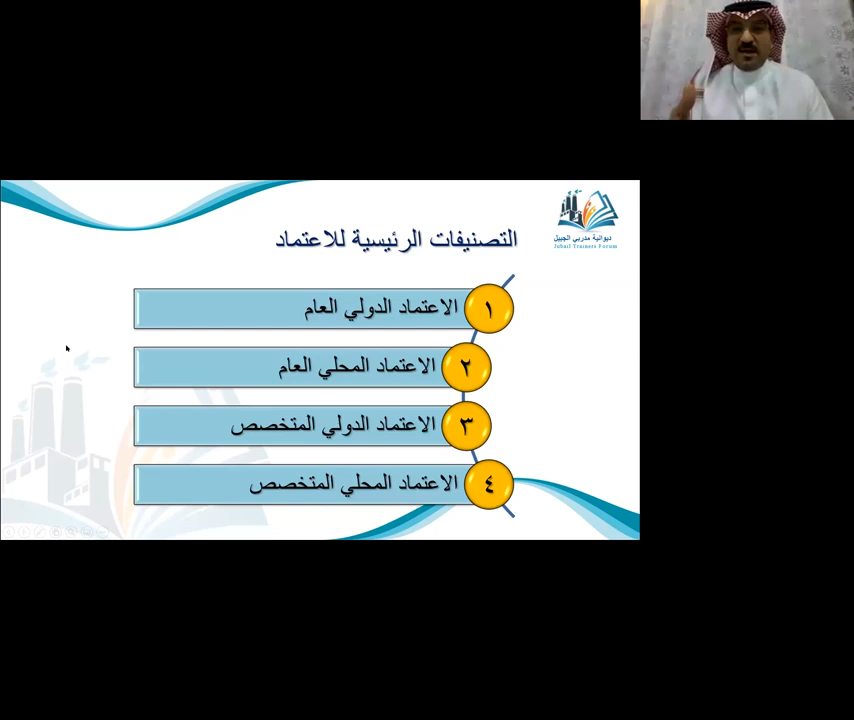 ديوانية مدربي الجبيل
Jubail Trainers Forum
التصنيفات الرئيسية للاعتماد
١ الاعتماد الدولي العام
٢ الاعتماد المحلي العام
٣ الاعتماد الدولي المتخصص
٤ الاعتماد المحلي المتخصص